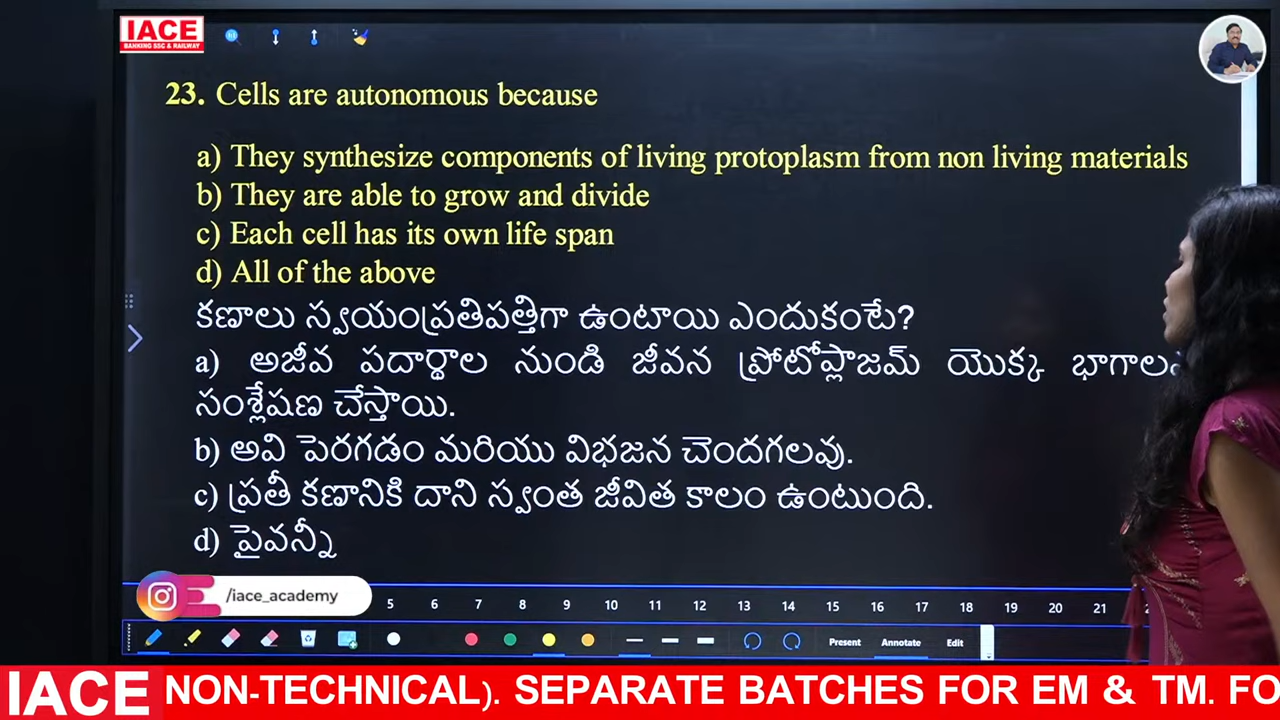 IACE
BANKING SSC & RAILWAY
23. Cells are autonomous because
a) They synthesize components of living protoplasm from non living materials
b) They are able to grow and divide
c) Each cell has its own life span
d) All of the above
కణాలు స్వయంప్రతిపత్తిగా ఉంటాయి ఎందుకంటే?
a) అజీవ పదార్థాల నుండి జీవన ప్రోటోప్లాజమ్ యొక్క
సంశ్లేషణ చేస్తాయి.
b) అవి పెరగడం మరియు విభజన చెందగలవు.
c) ప్రతీ కణానికి దాని స్వంత జీవిత కాలం ఉంటుంది.
d) పైవన్నీ
/iace_academy
5 6 7 8 9 10 11 12 13 14 15 16 17 18 19 20 21
Present Annotate Edit
IACE NON-TECHNICAL). SEPARATE BATCHES FOR EM & TM. FO